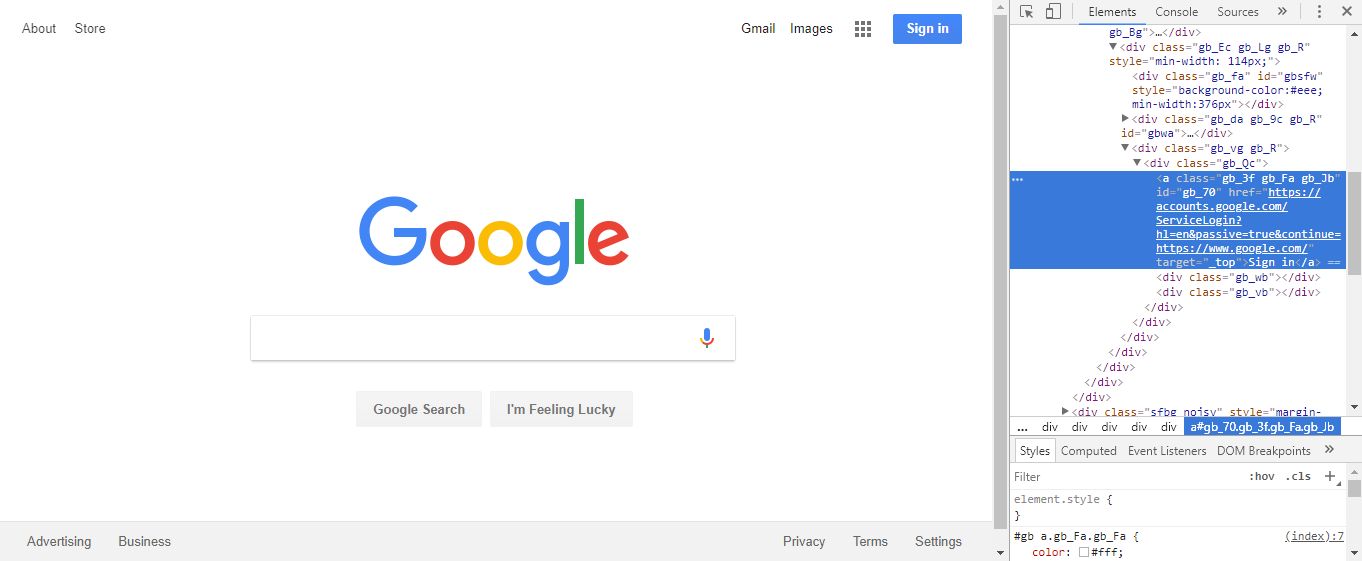 About Store Gmail Images Sign in
Google
Google Search I'm Feeling Lucky
Advertising Business Privacy Terms Settings
Elements Console Sources »
gb_Bg">…</div>
▼<div class="gb_Ec gb_Lg gb_R"
style="min-width: 114px;">
<div class="gb_fa" id="gbsfw"
style="background-color:#eee;
min-width:376px"></div>
▶<div class="gb_da gb_9c gb_R"
id="gbwa">…</div>
▼<div class="gb_vg gb_R">
▼<div class="gb_Qc">
… <a class="gb_3f gb_Fa gb_Jb"
id="gb_70" href="https://
accounts.google.com/
ServiceLogin?
hl=en&passive=true&continue=
https://www.google.com/"
target="_top">Sign in</a> ==
<div class="gb_wb"></div>
<div class="gb_vb"></div>
</div>
</div>
</div>
</div>
</div>
</div>
</div>
▶<div class="sfbg nojsv" style="margin-
... div div div div div a#gb_70.gb_3f.gb_Fa.gb_Jb
Styles Computed Event Listeners DOM Breakpoints »
Filter :hov .cls +
element.style {
}
#gb a.gb_Fa.gb_Fa { (index):7
color: #fff;